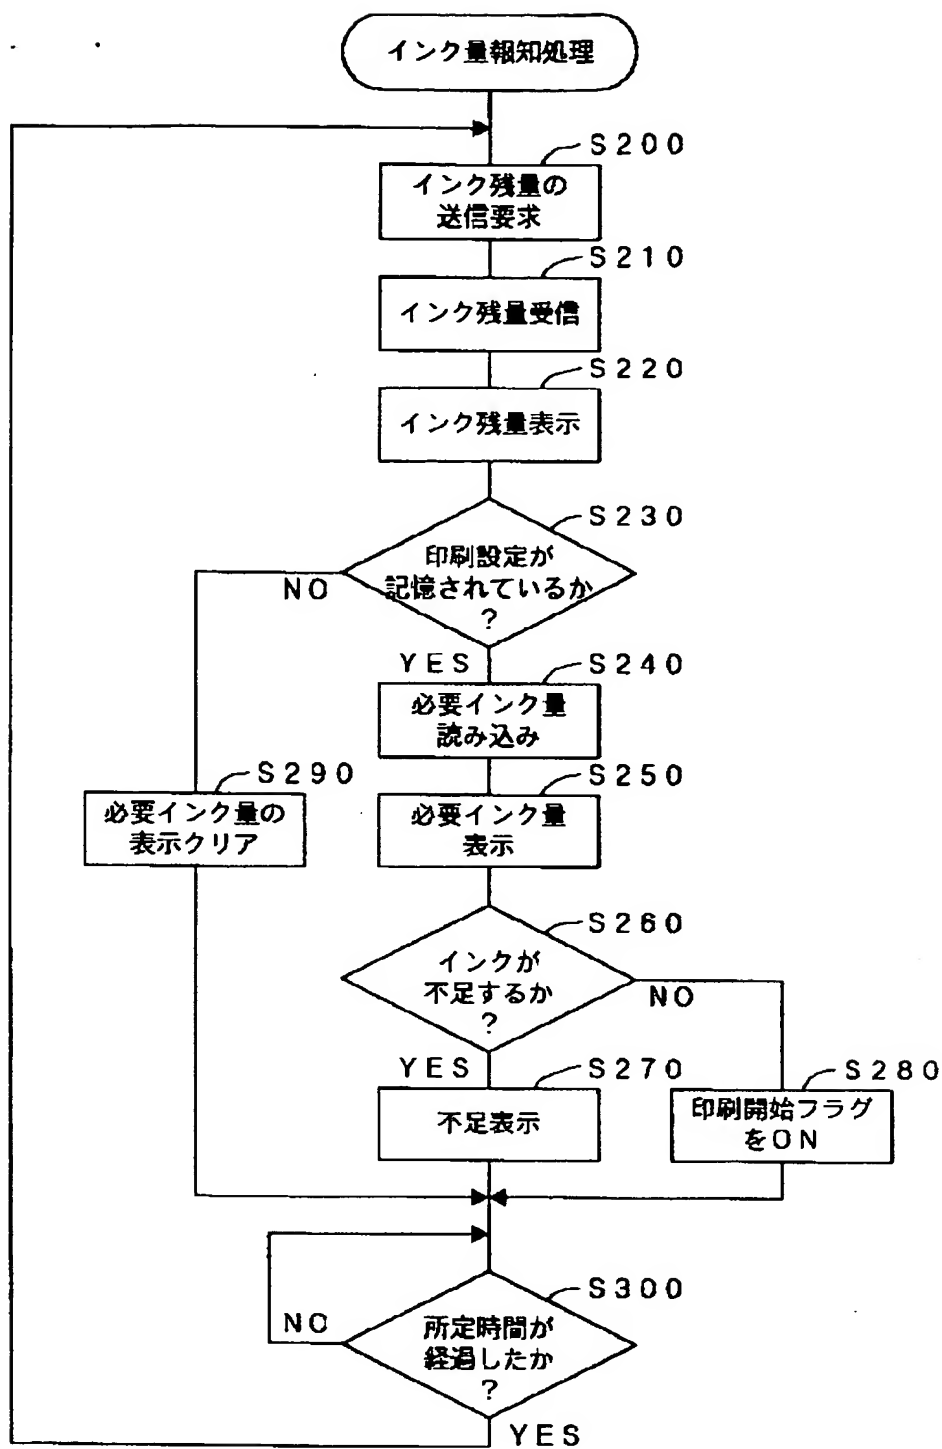 インク量報知処理
S200
インク残量の
送信要求
S210
インク残量受信
S220
インク残量表示
S230
印刷設定が
記憶されているか
?
NO
YES
S240
必要インク量
読み込み
S290
必要インク量の
表示クリア
S250
必要インク量
表示
S260
インクが
不足するか
?
NO
YES
S270
不足表示
S280
印刷開始フラグ
をON
S300
所定時間が
経過したか
?
NO
YES